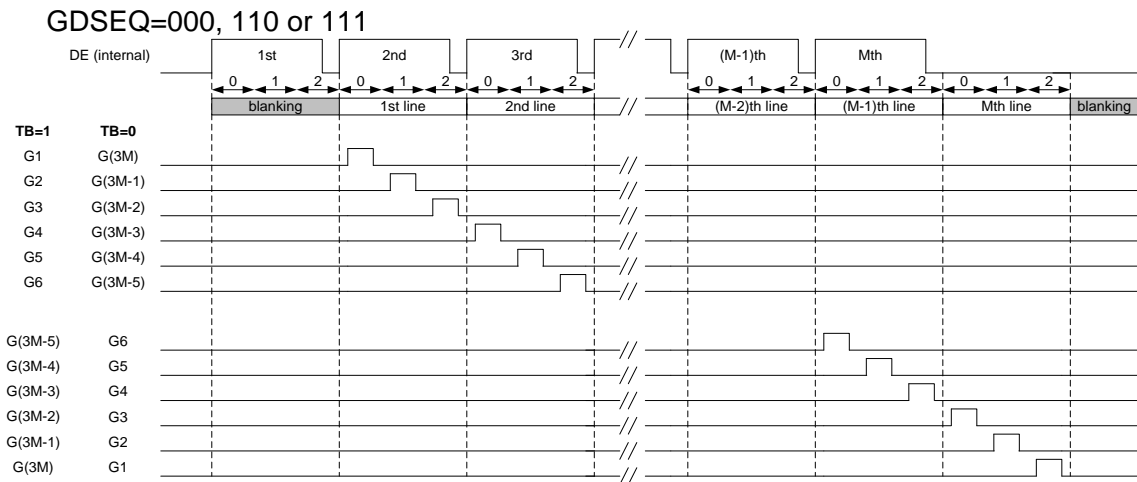 GDSEQ=000, 110 or 111
DE (internal) 1st 2nd 3rd // (M-1)th Mth
0 1 2 0 1 2 0 1 2 0 1 2 0 1 2 0 1 2
blanking 1st line 2nd line // (M-2)th line (M-1)th line Mth line blanking
TB=1 TB=0
G1 G(3M) //
G2 G(3M-1) //
G3 G(3M-2) //
G4 G(3M-3) //
G5 G(3M-4) //
G6 G(3M-5) //
G(3M-5) G6 //
G(3M-4) G5 //
G(3M-3) G4 //
G(3M-2) G3 //
G(3M-1) G2 //
G(3M) G1 //